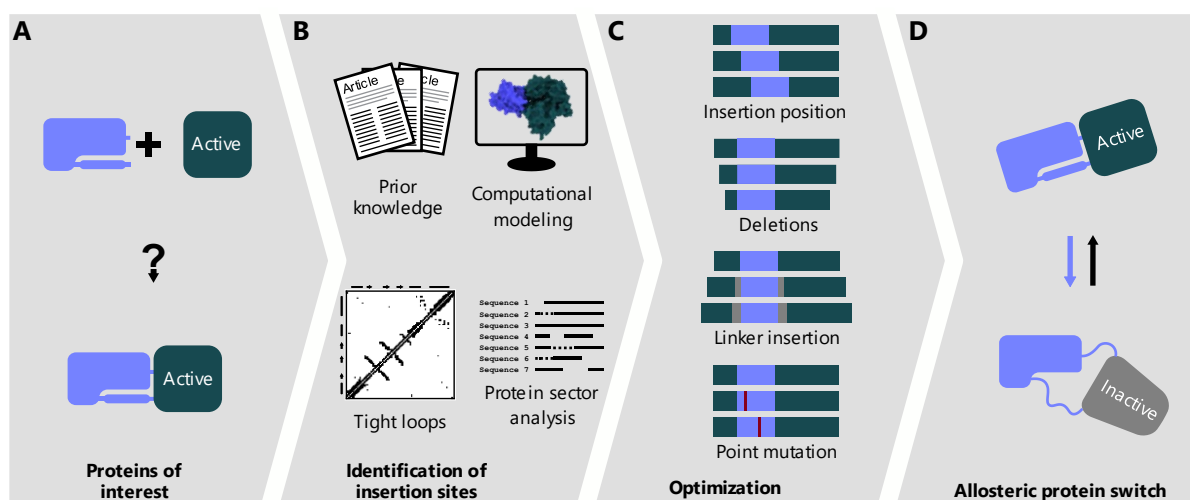 A
Active
?
Active
Proteins of
interest
B
Article
icle
Prior
knowledge
Computational
modeling
Tight loops
Sequence 1
Sequence 2
Sequence 3
Sequence 4
Sequence 5
Sequence 6
Sequence 7
Protein sector
analysis
Identification of
insertion sites
C
Insertion position
Deletions
Linker insertion
Point mutation
Optimization
D
Active
Inactive
Allosteric protein switch